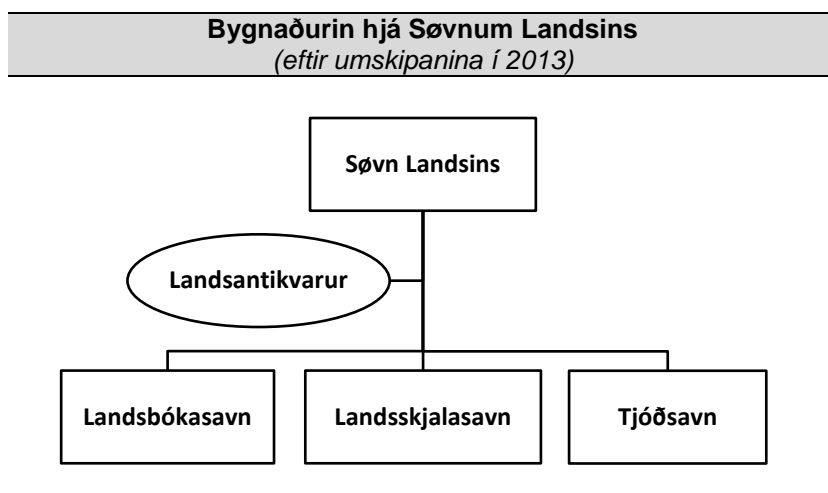 Bygnaðurin hjá Søvnum Landsins
(eftir umskipanina í 2013)
Søvn Landsins
Landsantikvarur
Landsbókasavn
Landsskjalasavn
Tjóðsavn